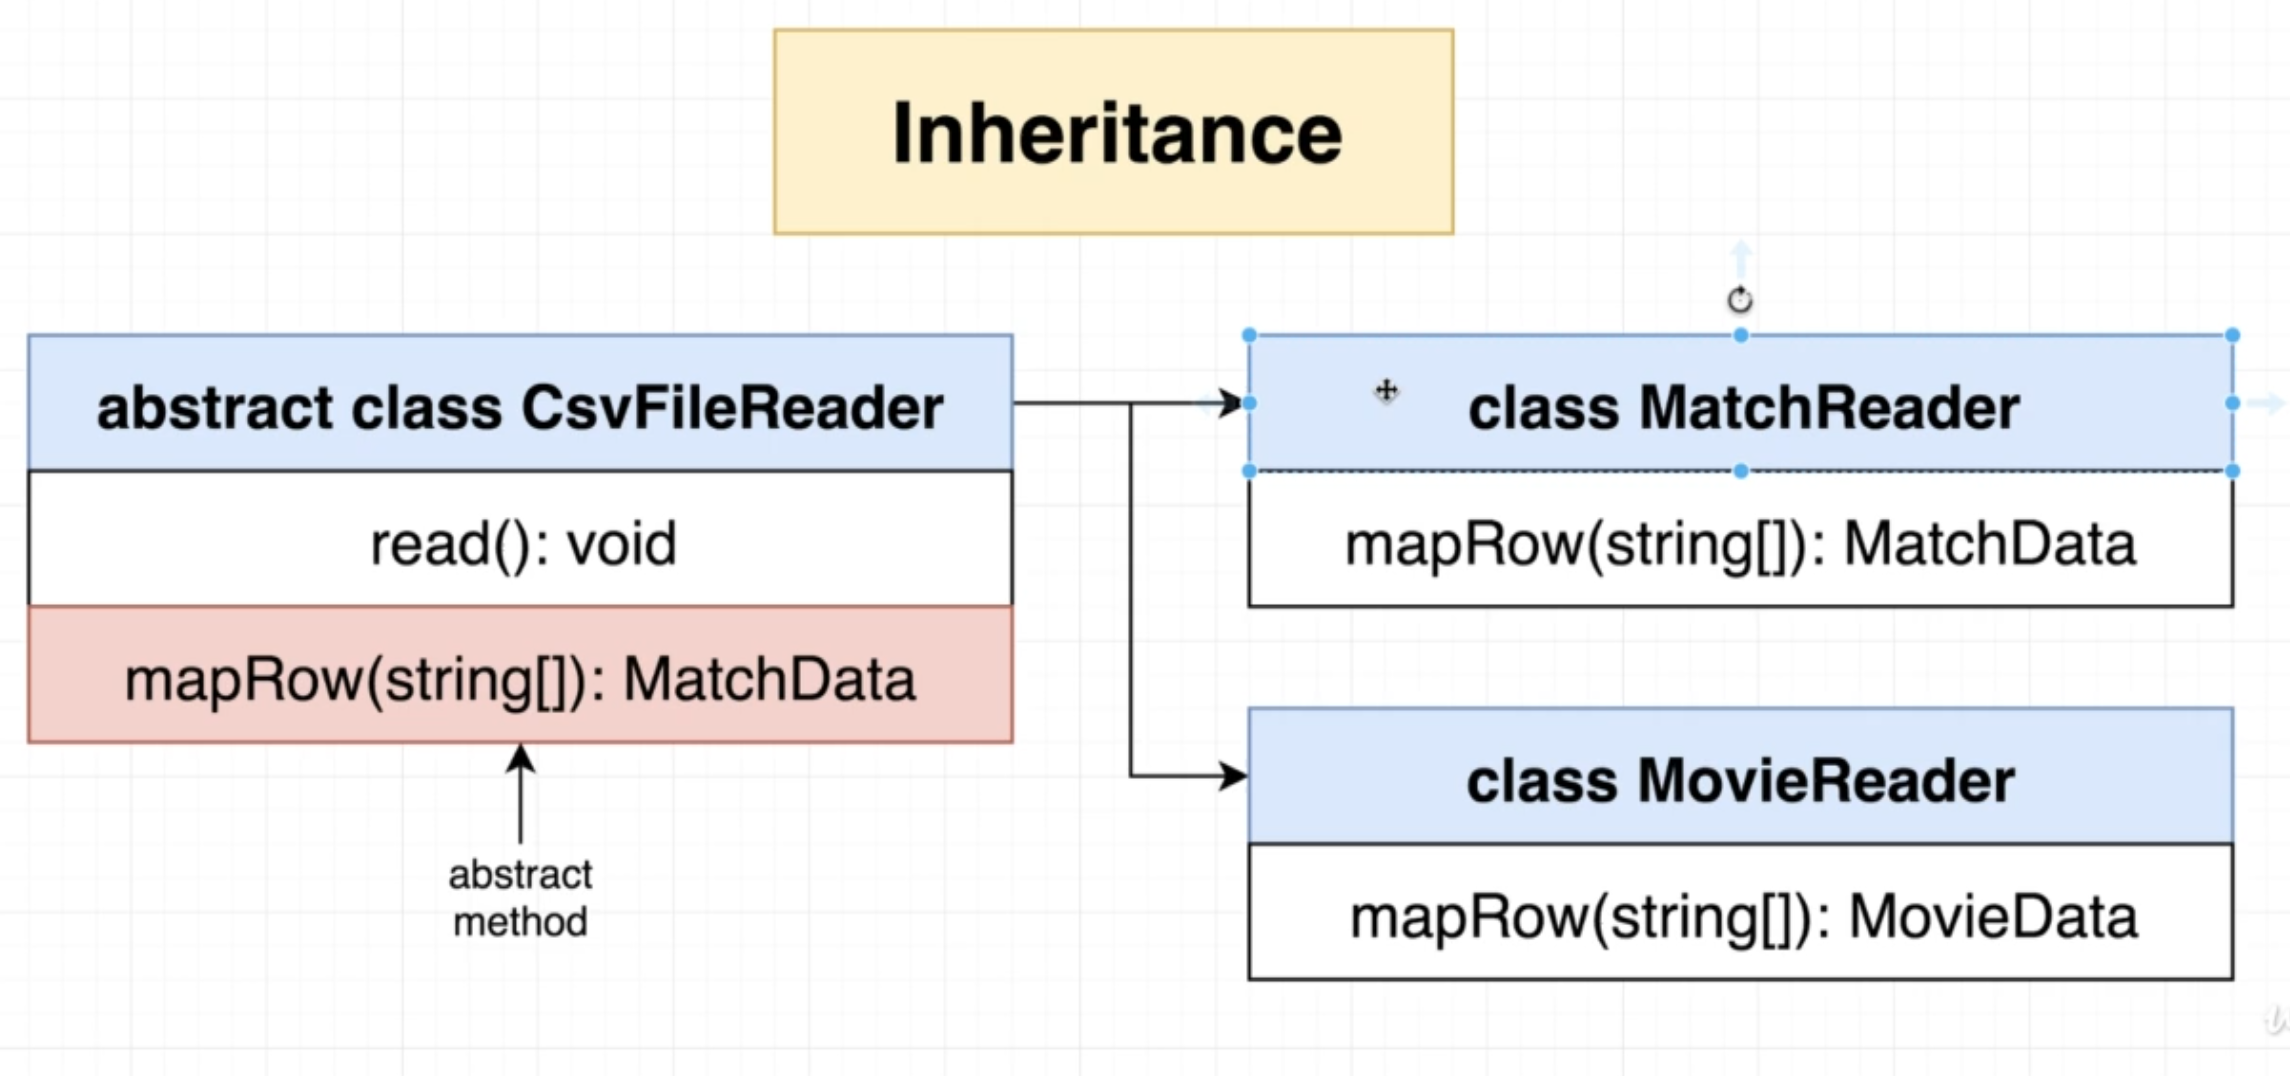 Inheritance
abstract class CsvFileReader
read(): void
mapRow(string[]): MatchData
abstract
method
class MatchReader
mapRow(string[]): MatchData
class MovieReader
mapRow(string[]): MovieData